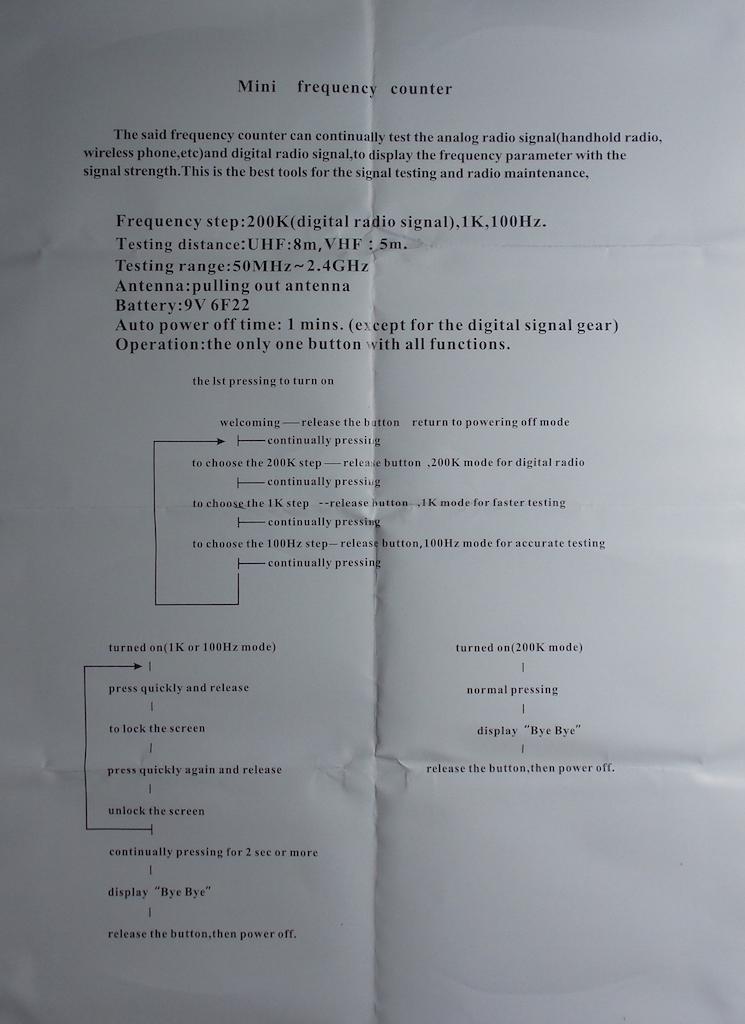 Mini frequency counter
The said frequency counter can continually test the analog radio signal(handhold radio,
wireless phone,etc)and digital radio signal,to display the frequency parameter with the
signal strength.This is the best tools for the signal testing and radio maintenance,
Frequency step:200K(digital radio signal),1K,100Hz.
Testing distance:UHF:8m,VHF：5m.
Testing range:50MHz~2.4GHz
Antenna:pulling out antenna
Battery:9V 6F22
Auto power off time: 1 mins. (except for the digital signal gear)
Operation:the only one button with all functions.
the lst pressing to turn on
welcoming—release the button return to powering off mode
continually pressing
to choose the 200K step—release button ,200K mode for digital radio
continually pressing
to choose the 1K step --release button ,1K mode for faster testing
continually pressing
to choose the 100Hz step—release button,100Hz mode for accurate testing
continually pressing
turned on(1K or 100Hz mode)
press quickly and release
to lock the screen
press quickly again and release
unlock the screen
continually pressing for 2 sec or more
display “Bye Bye”
release the button,then power off.
turned on(200K mode)
normal pressing
display “Bye Bye”
release the button,then power off.